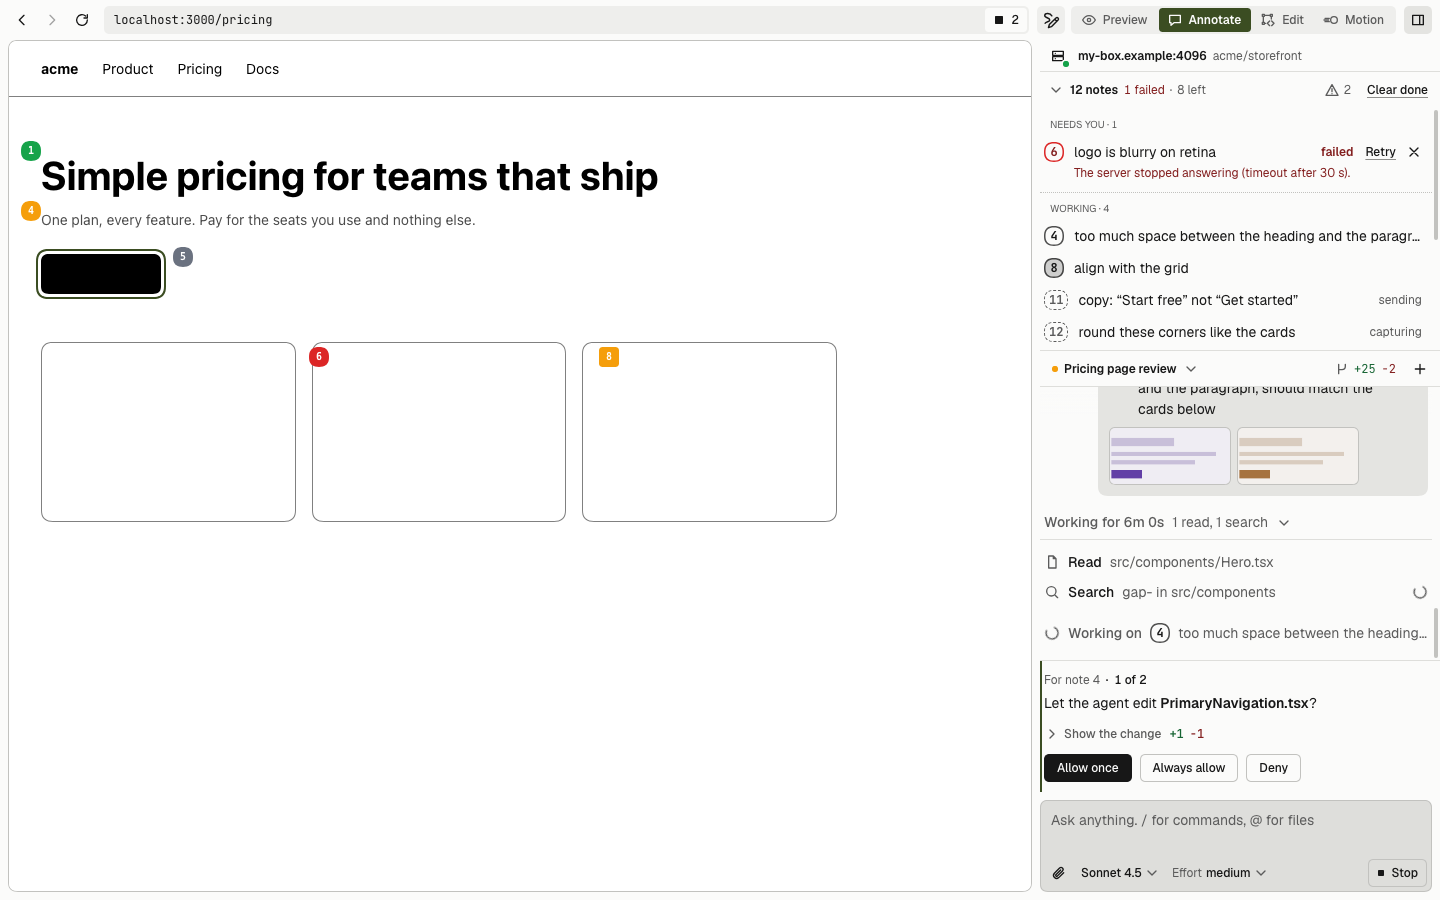 localhost:3000/pricing
2
Preview
Annotate
Edit
Motion
acme
Product
Pricing
Docs
1
Simple pricing for teams that ship
4
One plan, every feature. Pay for the seats you use and nothing else.
5
6
8
my-box.example:4096 acme/storefront
12 notes 1 failed · 8 left
2
Clear done
NEEDS YOU · 1
6 logo is blurry on retina failed Retry
The server stopped answering (timeout after 30 s).
WORKING · 4
4 too much space between the heading and the paragr…
8 align with the grid
11 copy: “Start free” not “Get started” sending
12 round these corners like the cards capturing
Pricing page review
+25 -2
and the paragraph, should match the
cards below
Working for 6m 0s 1 read, 1 search
Read src/components/Hero.tsx
Search gap- in src/components
Working on 4 too much space between the heading…
For note 4 · 1 of 2
Let the agent edit PrimaryNavigation.tsx?
Show the change +1 -1
Allow once
Always allow
Deny
Ask anything. / for commands, @ for files
Sonnet 4.5
Effort medium
Stop